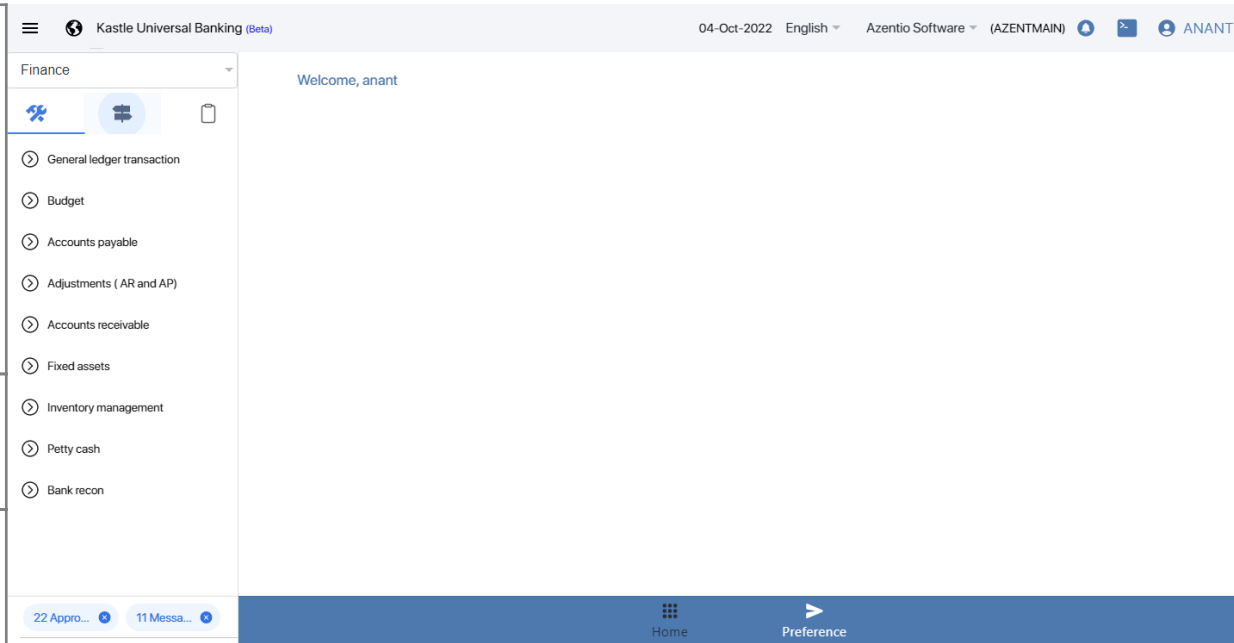 Kastle Universal Banking (Beta) 04-Oct-2022 English Azentio Software (AZENTMAIN) ANANT
Finance
Welcome, anant
General ledger transaction
Budget
Accounts payable
Adjustments ( AR and AP)
Accounts receivable
Fixed assets
Inventory management
Petty cash
Bank recon
22 Appro... 11 Messa...
Home Preference